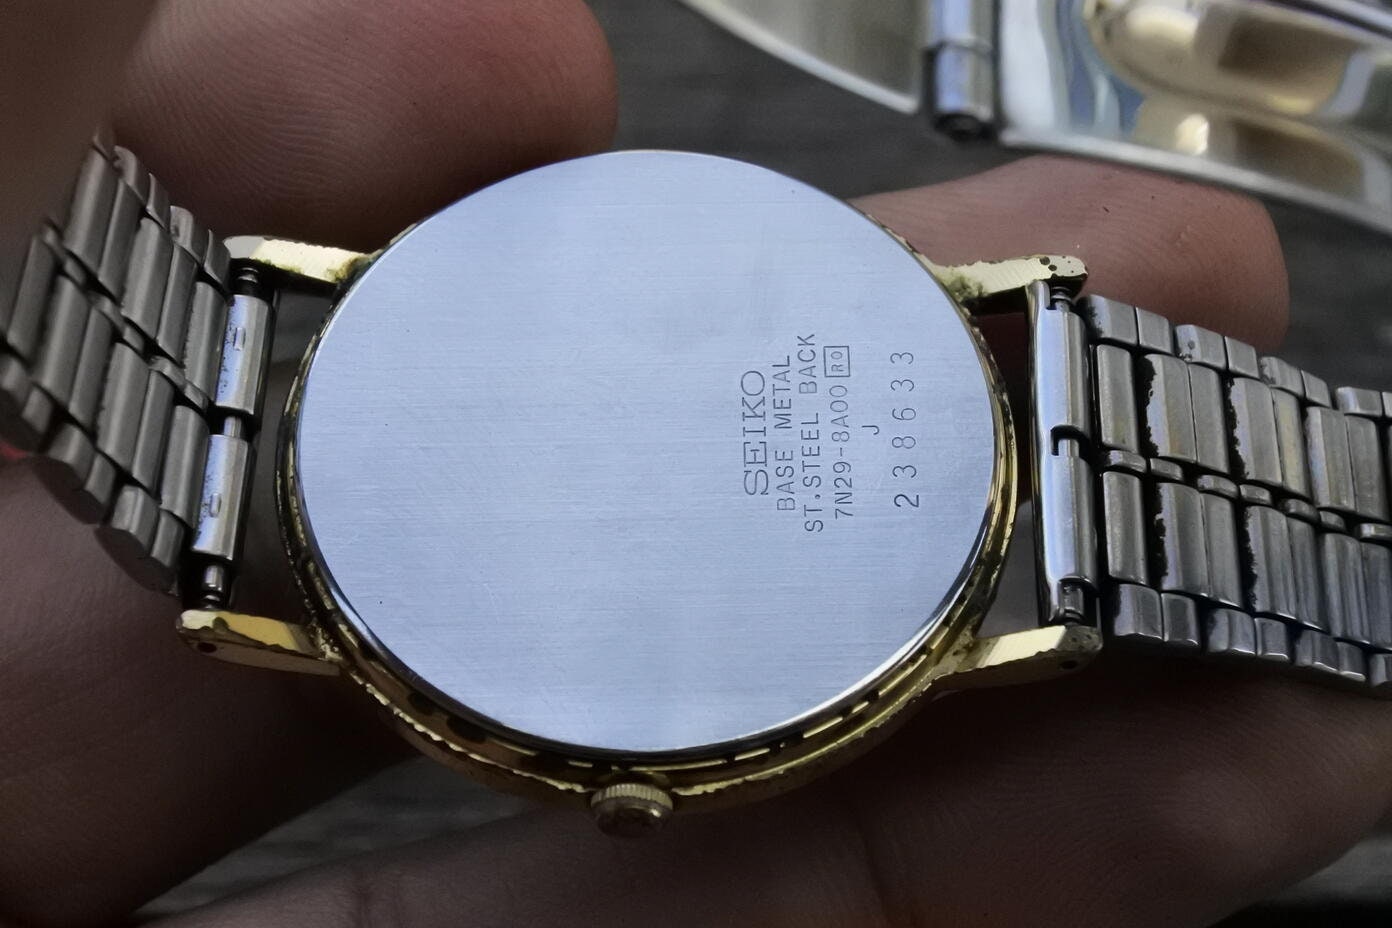 SEIKO
BASE METAL
ST.STEEL BACK
7N29-8A00 R0
J
238633